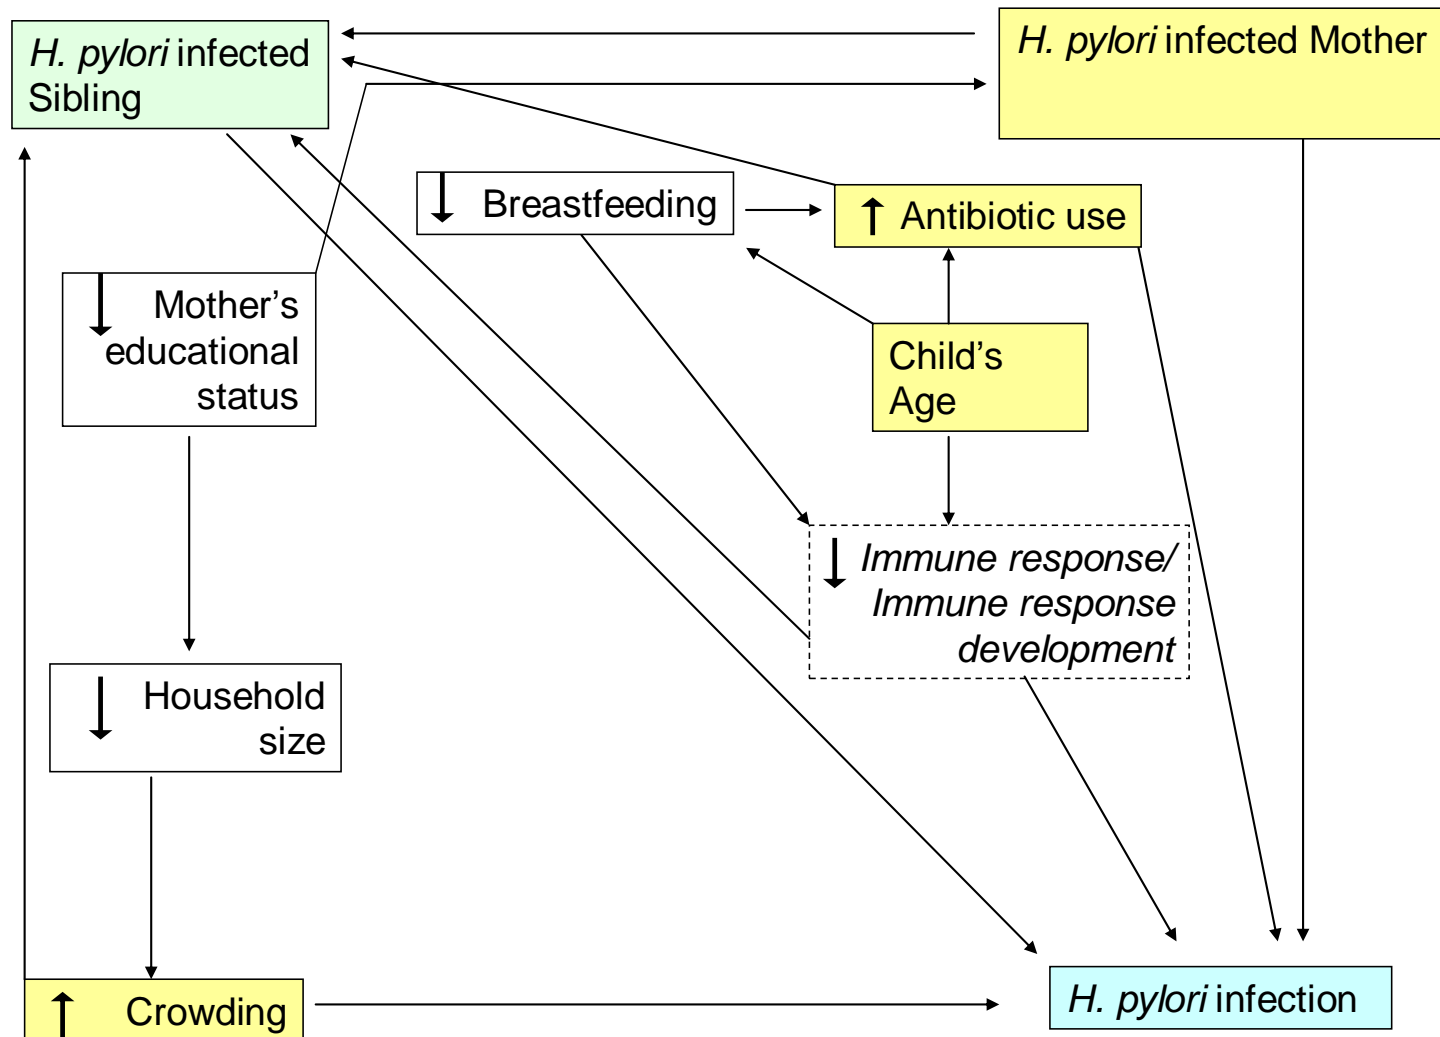 H. pylori infected
Sibling
H. pylori infected Mother
Breastfeeding
Antibiotic use
Mother's
educational
status
Child's
Age
Immune response/
Immune response
development
Household
size
Crowding
H. pylori infection